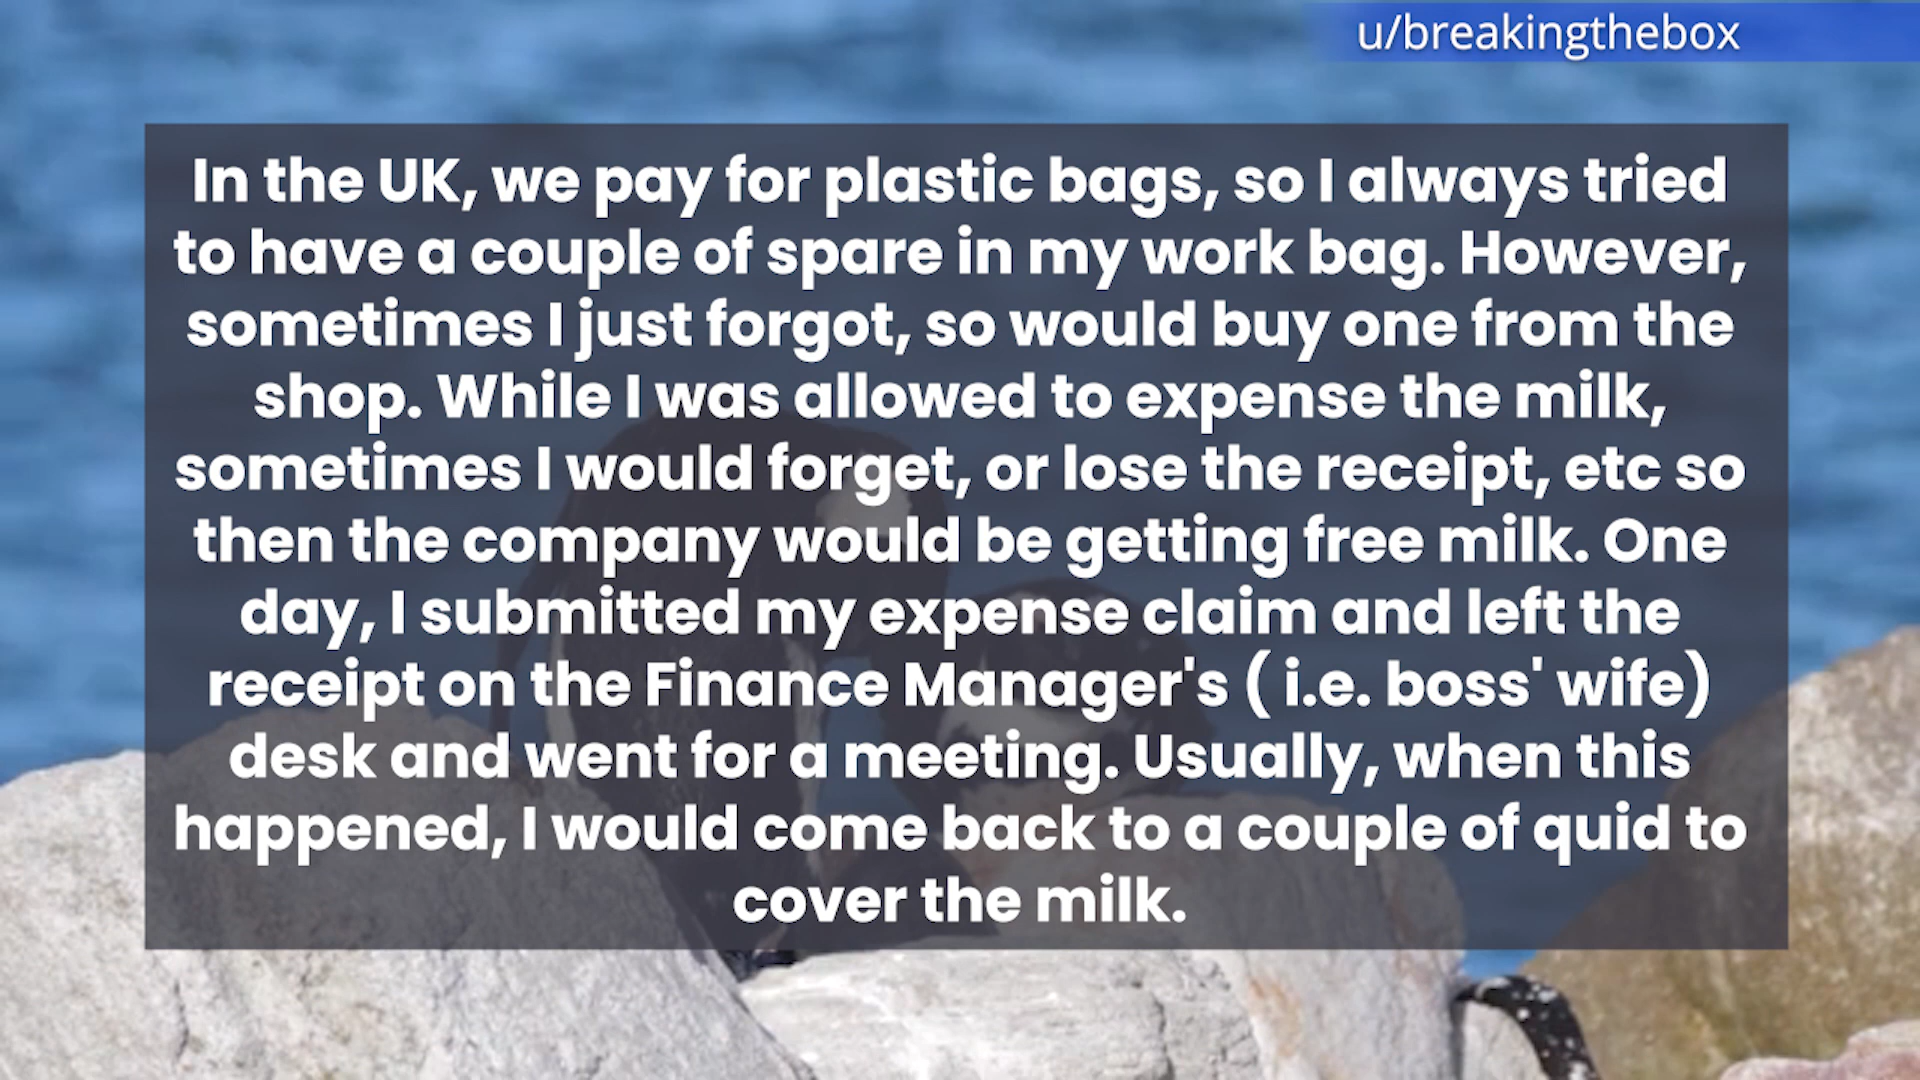 u/breakingthebox
In the UK, we pay for plastic bags, so I always tried
to have a couple of spare in my work bag. However,
sometimes I just forgot, so would buy one from the
shop. While I was allowed to expense the milk,
sometimes I would forget, or lose the receipt, etc so
then the company would be getting free milk. One
day, I submitted my expense claim and left the
receipt on the Finance Manager's ( i.e. boss' wife)
desk and went for a meeting. Usually, when this
happened, I would come back to a couple of quid to
cover the milk.